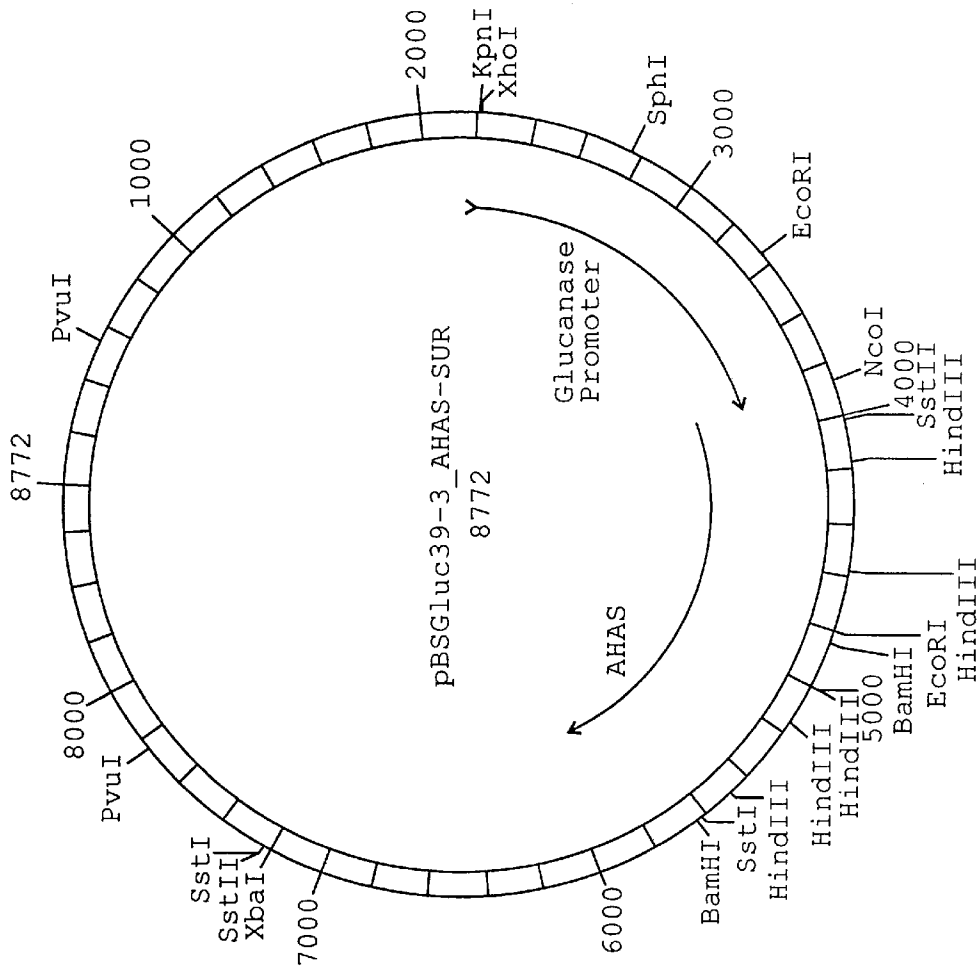 8772
PvuI
1000
2000
KpnI
XhoI
SphI
3000
EcoRI
NcoI
4000
SstII
HindIII
HindIII
EcoRI
BamHI
5000
HindIII
HindIII
HindIII
SstI
BamHI
6000
7000
XbaI
SstII
SstI
PvuI
8000
pBSGluc39-3_AHAS-SUR
8772
Glucanase
Promoter
AHAS